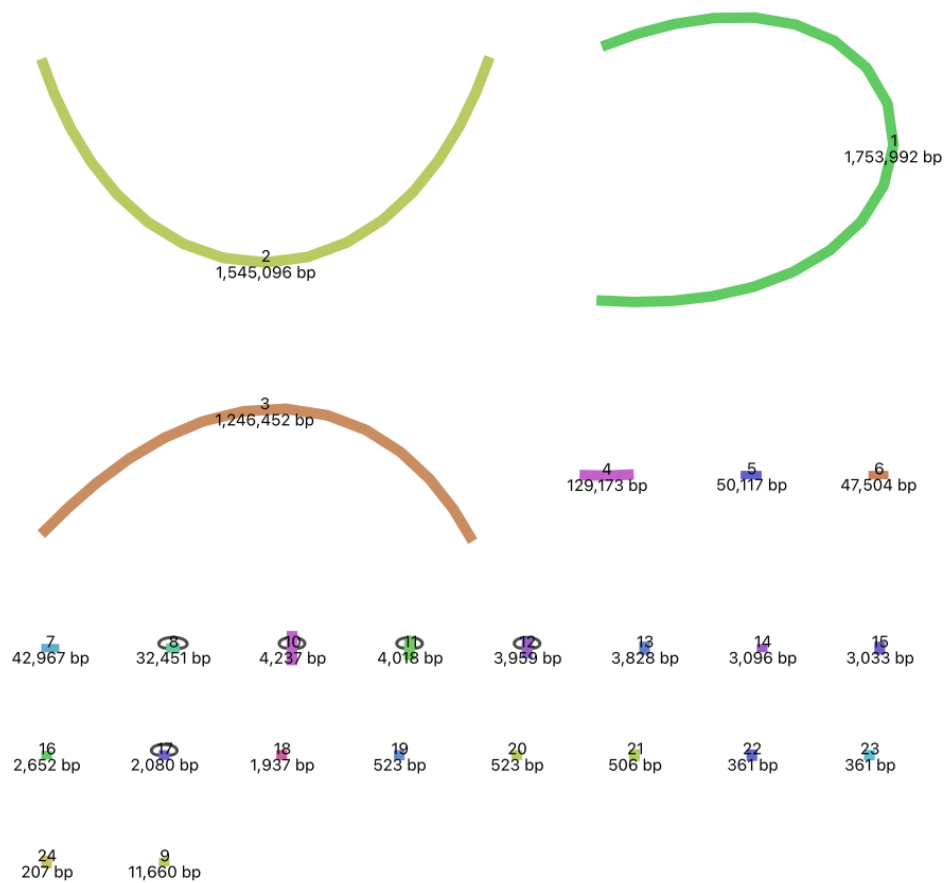 1
1,753,992 bp
2
1,545,096 bp
3
1,246,452 bp
4
129,173 bp
5
50,117 bp
6
47,504 bp
7
42,967 bp
8
32,451 bp
10
4,237 bp
11
4,018 bp
12
3,959 bp
13
3,828 bp
14
3,096 bp
15
3,033 bp
16
2,652 bp
17
2,080 bp
18
1,937 bp
19
523 bp
20
523 bp
21
506 bp
22
361 bp
23
361 bp
24
207 bp
9
11,660 bp